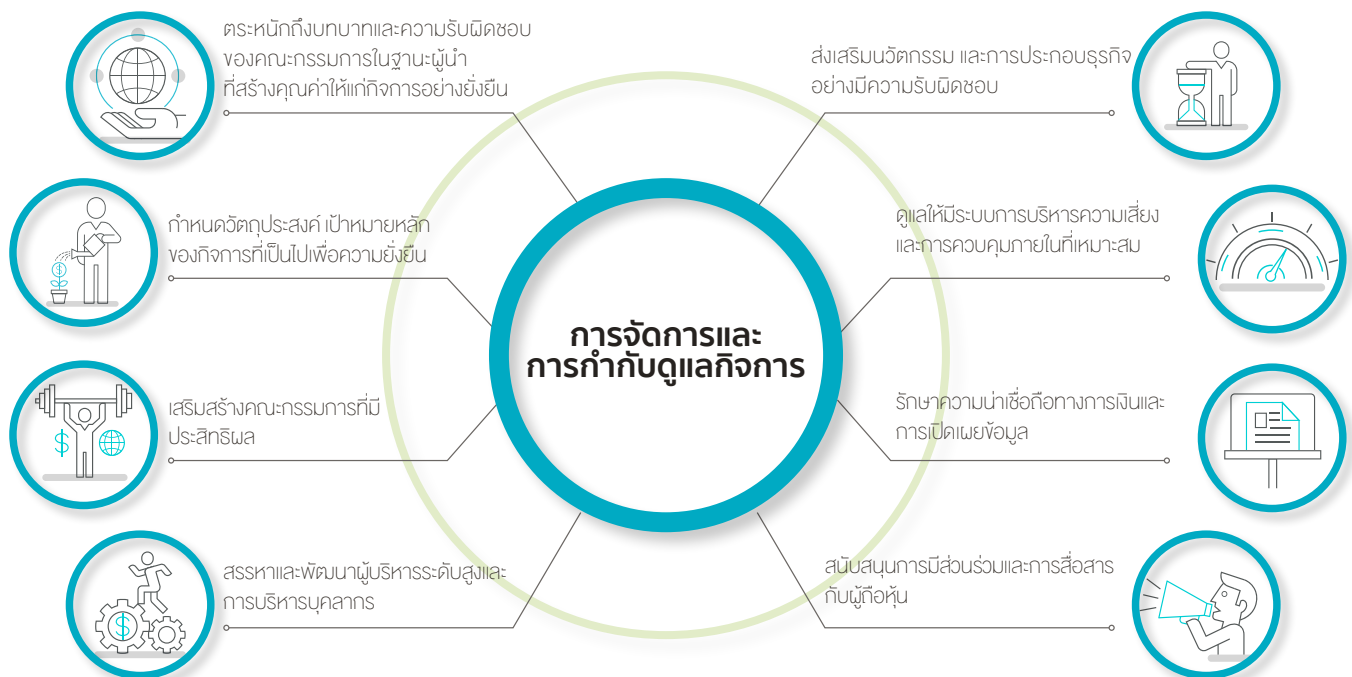 ตระหนักถึงบทบาทและความรับผิดชอบ
ของคณะกรรมการในฐานะผู้นำ
ที่สร้างคุณค่าให้แก่กิจการอย่างยั่งยืน
กำหนดวัตถุประสงค์ เป้าหมายหลัก
ของกิจการที่เป็นไปเพื่อความยั่งยืน
เสริมสร้างคณะกรรมการที่มี
ประสิทธิผล
สรรหาและพัฒนาผู้บริหารระดับสูงและ
การบริหารบุคลากร
การจัดการและ
การกำกับดูแลกิจการ
ส่งเสริมนวัตกรรม และการประกอบธุรกิจ
อย่างมีความรับผิดชอบ
ดูแลให้มีระบบการบริหารความเสี่ยง
และการควบคุมภายในที่เหมาะสม
รักษาความน่าเชื่อถือทางการเงินและ
การเปิดเผยข้อมูล
สนับสนุนการมีส่วนร่วมและการสื่อสาร
กับผู้ถือหุ้น